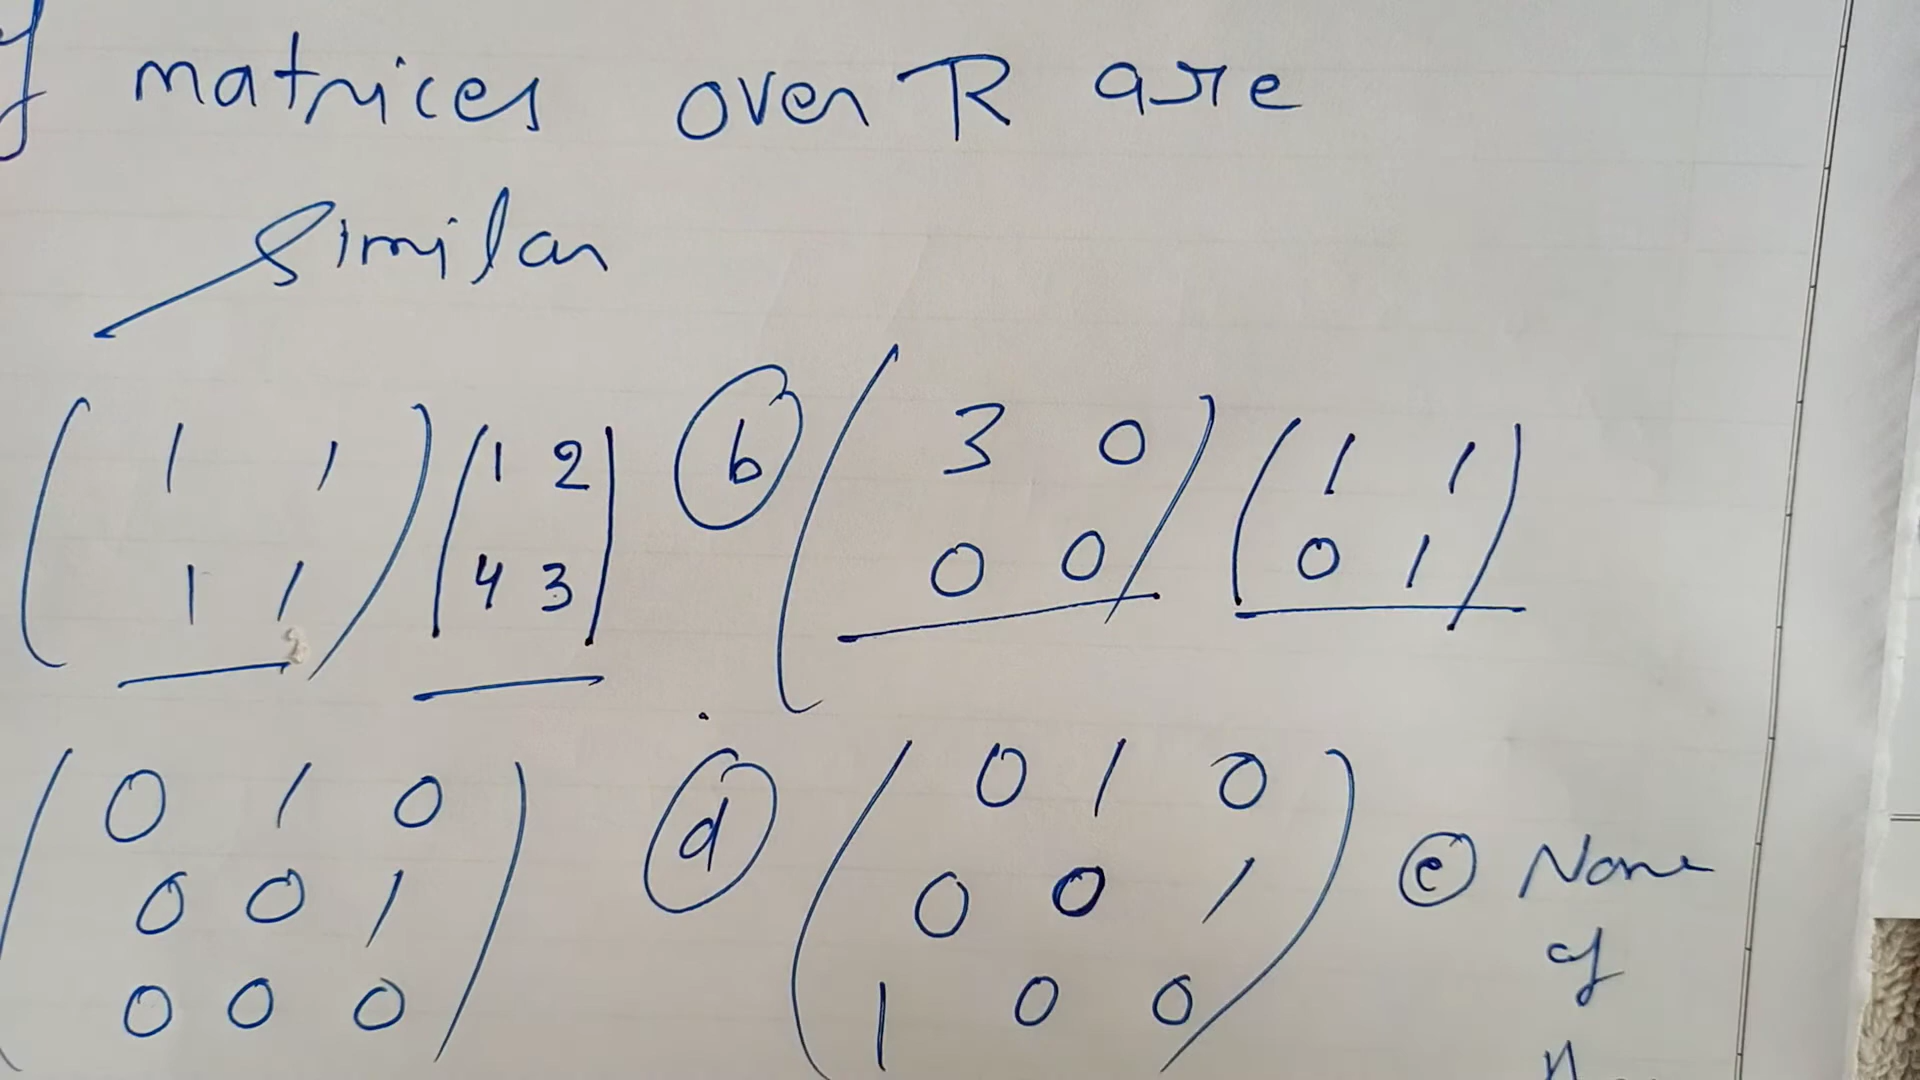 matrices over R are
similar
( 1 1 ) ( 1 2 ) (b) ( 3 0 ) ( 1 1 )
1 1 4 3 0 0 0 1
( 0 1 0 ) (d) ( 0 1 0 )
0 0 1 0 0 1 (e) None
0 0 0 1 0 0 of